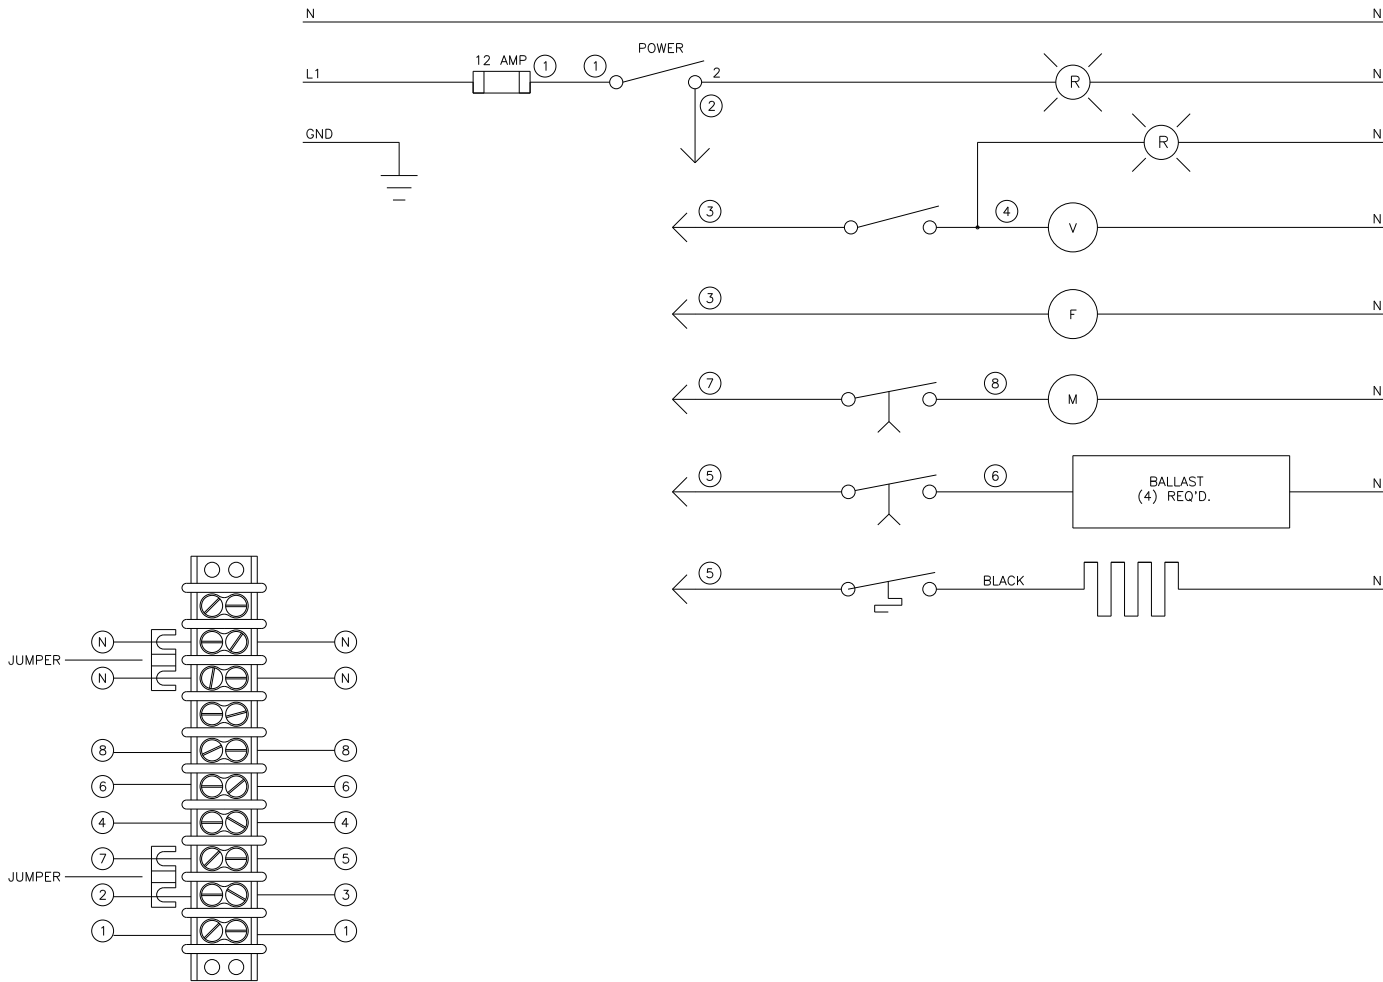 N N
POWER
12 AMP 1 1 2
L1 R N
2
GND R N
3 4 V N
3 F N
7 8 M N
5 6 BALLAST N
(4) REQ'D.
5 BLACK N
N N
JUMPER
N N
8 8
6 6
4 4
7 5
JUMPER
2 3
1 1